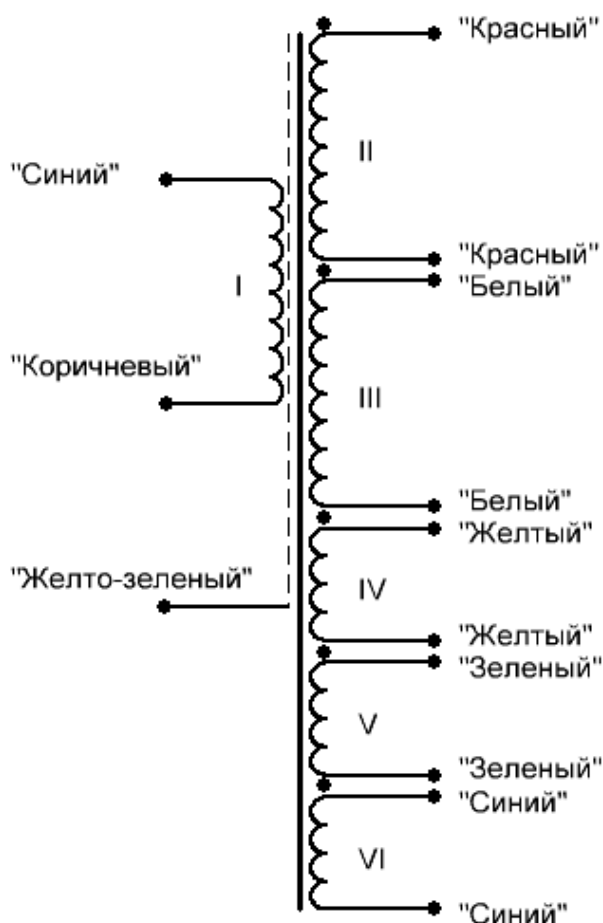 "Красный"
II
"Синий"
I
"Красный"
"Белый"
"Коричневый"
III
"Белый"
"Желтый"
"Желто-зеленый"
IV
"Желтый"
"Зеленый"
V
"Зеленый"
"Синий"
VI
"Синий"